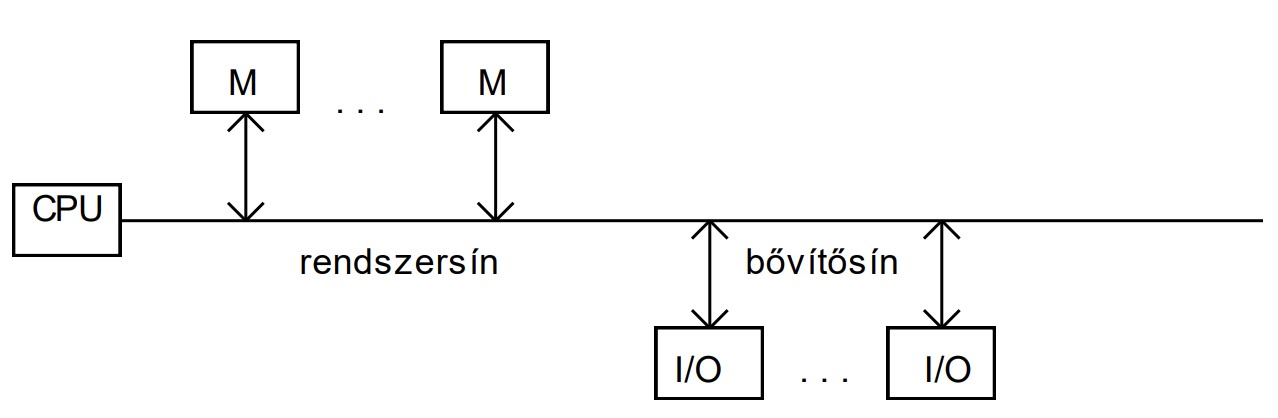 M
. . .
M
CPU
rendszersín
bővítősín
I/O
. . .
I/O